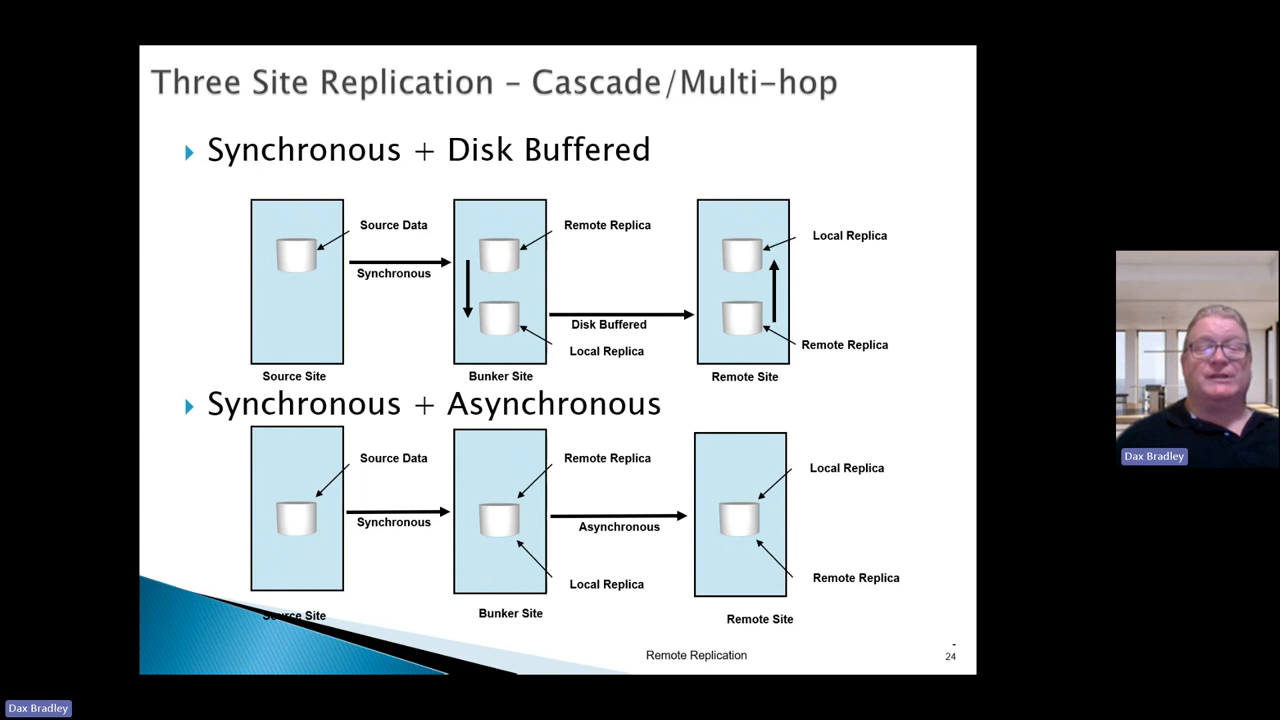 Three Site Replication – Cascade/Multi-hop
Synchronous + Disk Buffered
Source Data
Remote Replica
Local Replica
Synchronous
Disk Buffered
Local Replica
Remote Replica
Source Site
Bunker Site
Remote Site
Synchronous + Asynchronous
Source Data
Remote Replica
Local Replica
Synchronous
Asynchronous
Local Replica
Remote Replica
Source Site
Bunker Site
Remote Site
Remote Replication
-
24
Dax Bradley
Dax Bradley